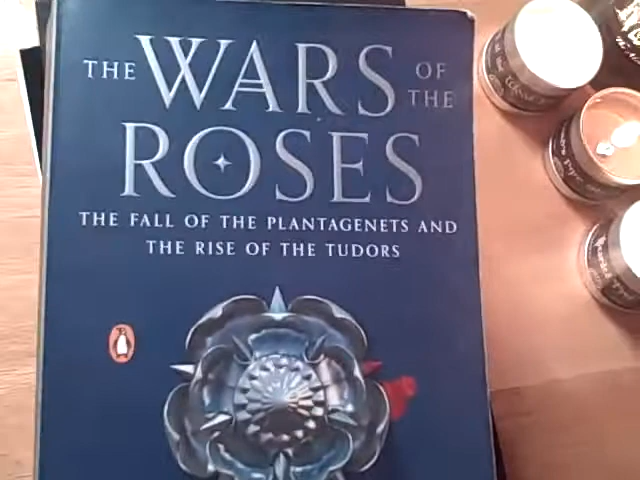 THE WARS OF THE
ROSES
THE FALL OF THE PLANTAGENETS AND
THE RISE OF THE TUDORS